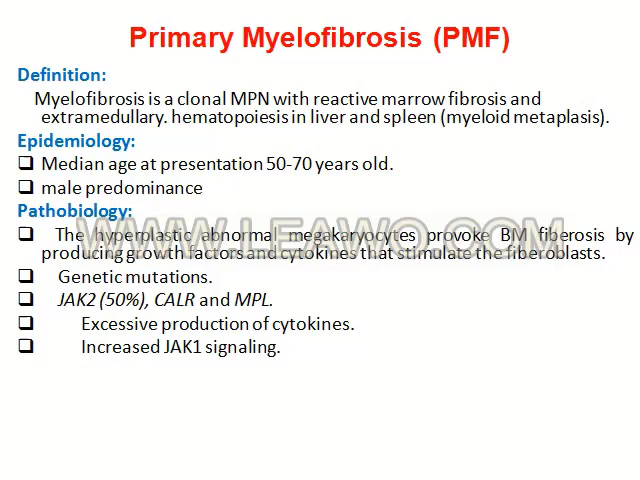 Primary Myelofibrosis (PMF)
Definition:
Myelofibrosis is a clonal MPN with reactive marrow fibrosis and
extramedullary. hematopoiesis in liver and spleen (myeloid metaplasis).
Epidemiology:
❑ Median age at presentation 50-70 years old.
❑ male predominance
Pathobiology:
WWW.LEAWO.COM
❑ The hyperplastic abnormal megakaryocytes provoke BM fiberosis by
producing growth factors and cytokines that stimulate the fiberoblasts.
❑ Genetic mutations.
❑ JAK2 (50%), CALR and MPL.
❑ Excessive production of cytokines.
❑ Increased JAK1 signaling.